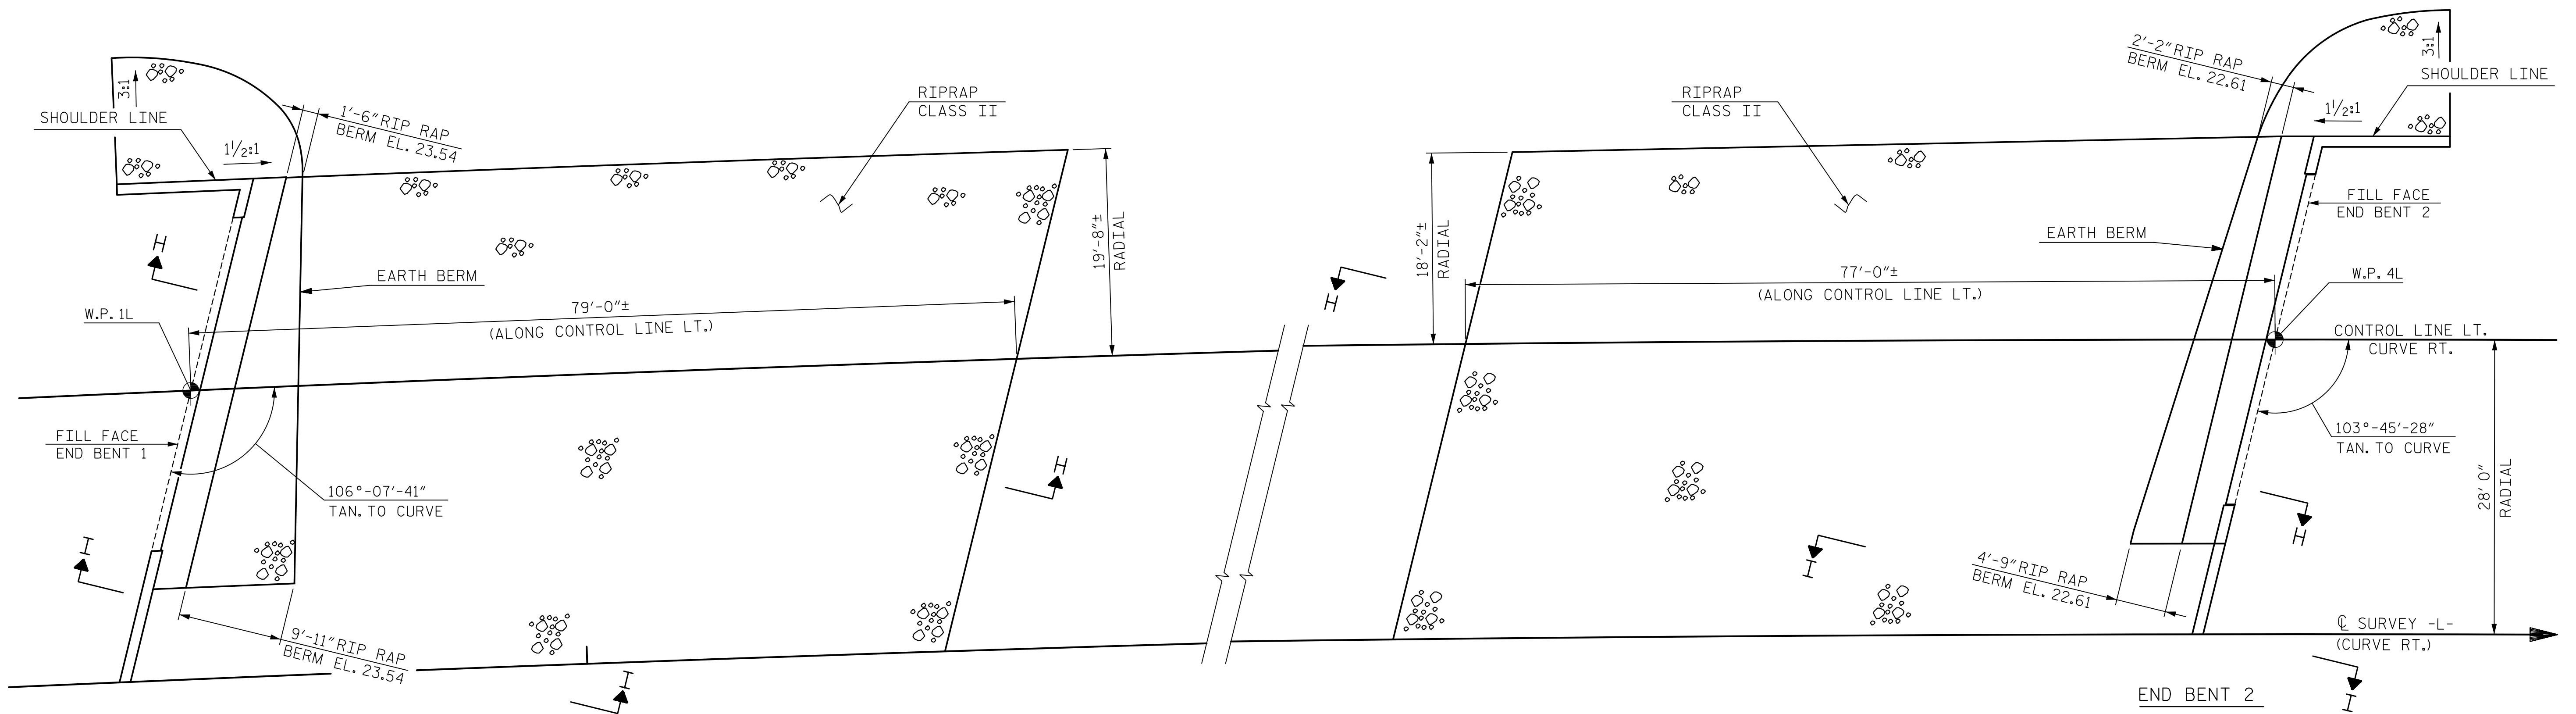 3:1
SHOULDER LINE
1½:1
1'-6" RIP RAP
BERM EL. 23.54
RIPRAP
CLASS II
19'-8"±
RADIAL
H
EARTH BERM
W.P. 1L
79'-0"±
(ALONG CONTROL LINE LT.)
FILL FACE
END BENT 1
106°-07'-41"
TAN. TO CURVE
H
I
9'-11" RIP RAP
BERM EL. 23.54
I
RIPRAP
CLASS II
2'-2" RIP RAP
BERM EL. 22.61
3:1
SHOULDER LINE
1½:1
18'-2"±
RADIAL
H
FILL FACE
END BENT 2
EARTH BERM
77'-0"±
(ALONG CONTROL LINE LT.)
W.P. 4L
CONTROL LINE LT.
CURVE RT.
103°-45'-28"
TAN. TO CURVE
28' 0"
RADIAL
H
I
4'-9" RIP RAP
BERM EL. 22.61
℄ SURVEY -L-
(CURVE RT.)
END BENT 2
I